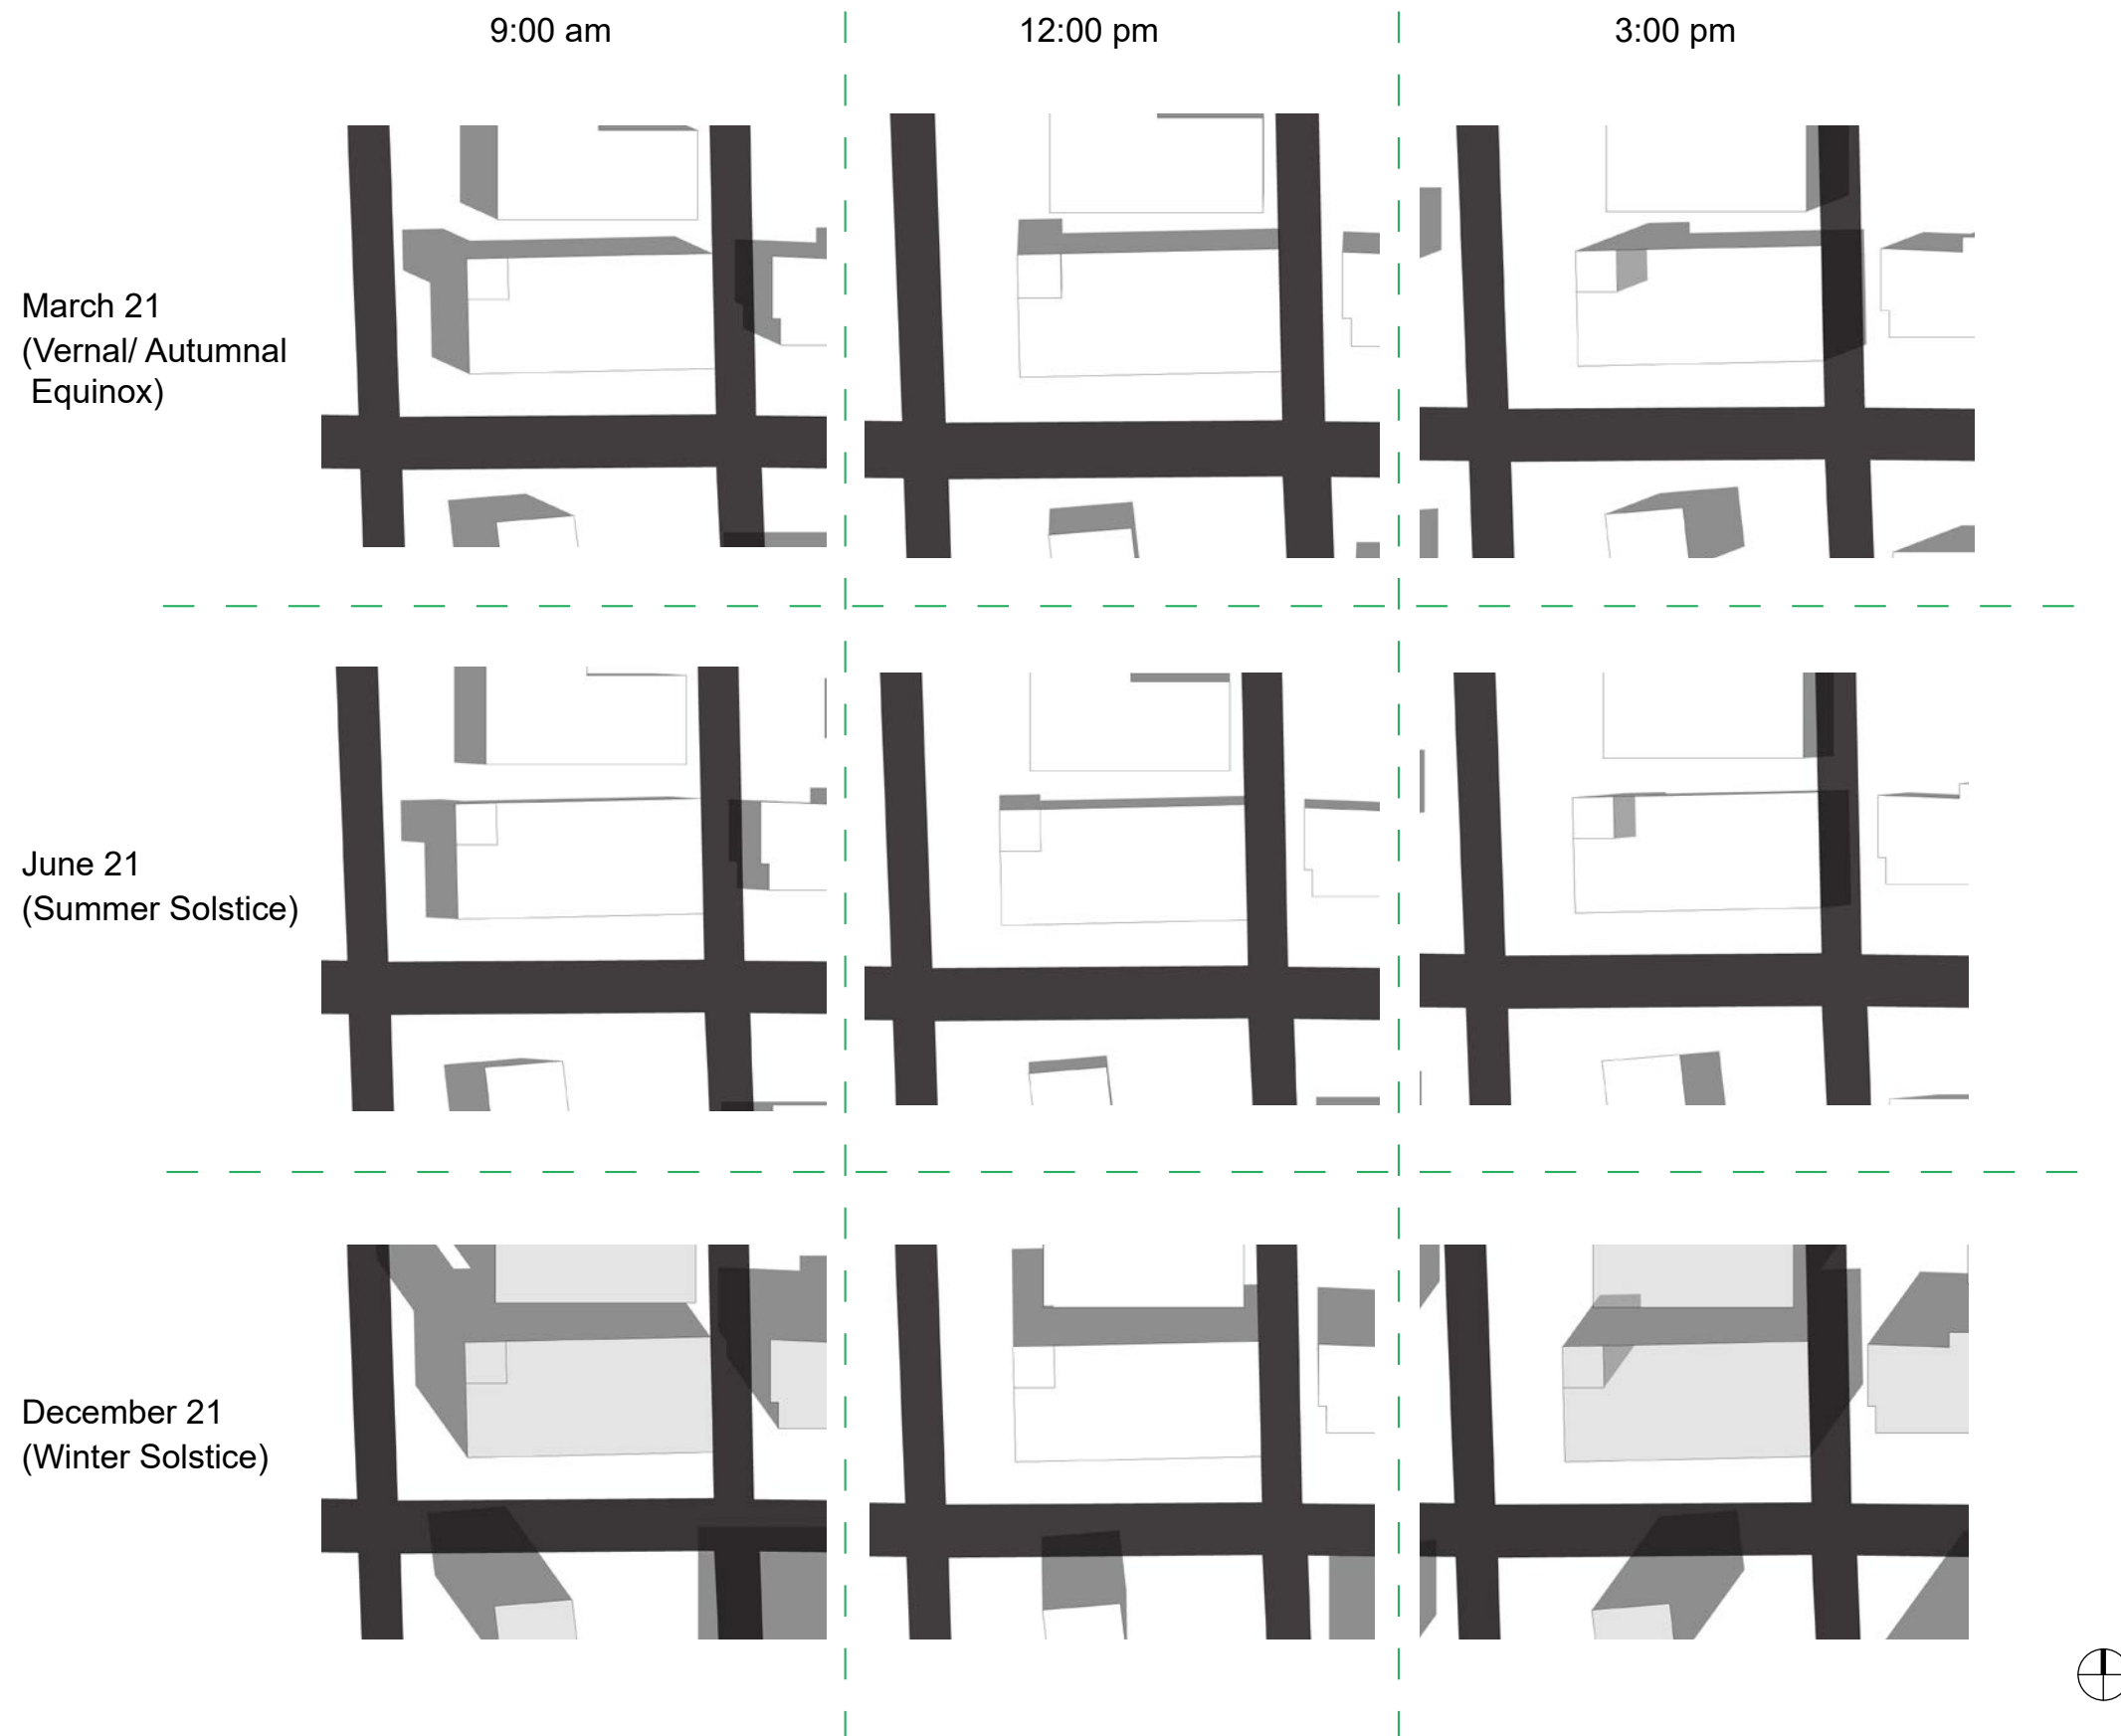 9:00 am
12:00 pm
3:00 pm
March 21
(Vernal/ Autumnal
Equinox)
June 21
(Summer Solstice)
December 21
(Winter Solstice)